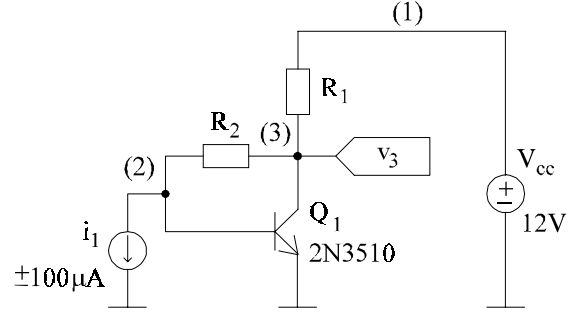 (1)
R1
R2
(3)
(2)
v3
Vcc
±
12V
i1
±100μA
Q1
2N3510